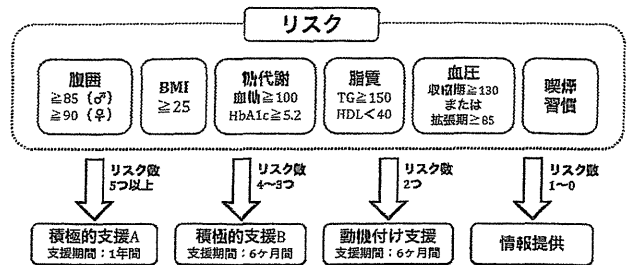 リスク
腹囲
≧85 (♂)
≧90 (♀)
BMI
≧25
糖代謝
血糖≧100
HbA1c≧5.2
脂質
TG≧150
HDL<40
血圧
収縮期≧130
または
拡張期≧85
喫煙
習慣
リスク数
5つ以上
リスク数
4～3つ
リスク数
2つ
リスク数
1～0
積極的支援A
支援期間：1年間
積極的支援B
支援期間：6ヶ月間
動機付け支援
支援期間：6ヶ月間
情報提供